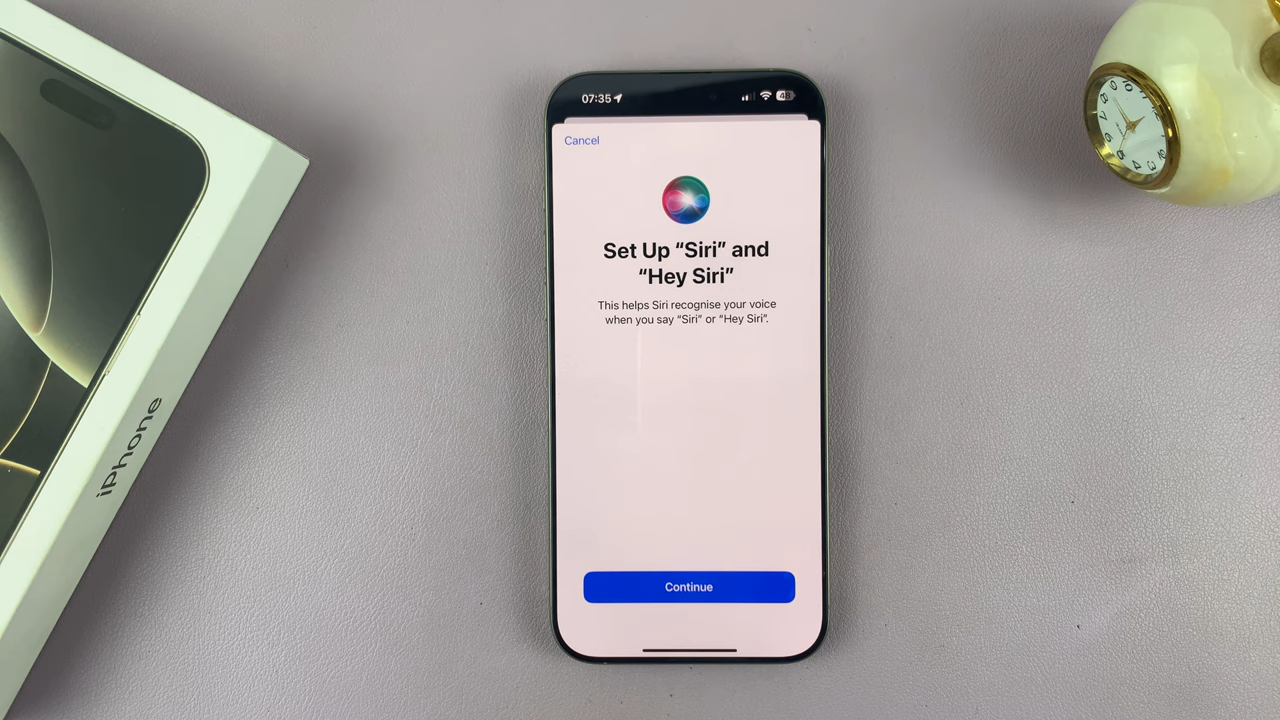 iPhone
07:35
48
Cancel
Set Up “Siri” and
“Hey Siri”
This helps Siri recognise your voice
when you say “Siri” or “Hey Siri”.
Continue